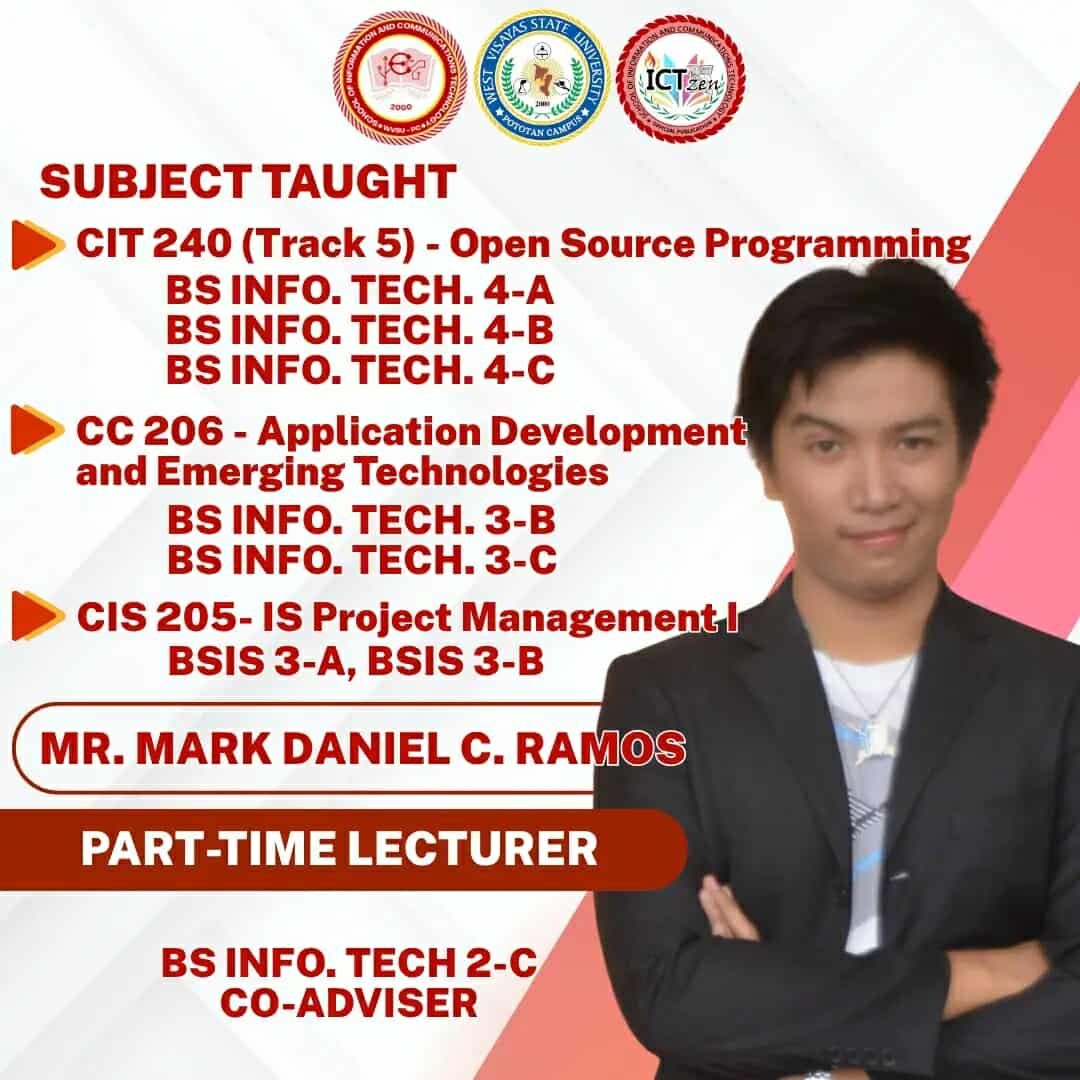 SCHOOL OF INFORMATION AND COMMUNICATIONS TECHNOLOGY
2000
WVSU - PC
WEST VISAYAS STATE UNIVERSITY
2000
POTOTAN CAMPUS
SCHOOL OF INFORMATION AND COMMUNICATIONS TECHNOLOGY
ICTzen
OFFICIAL PUBLICATION
SUBJECT TAUGHT
CIT 240 (Track 5) - Open Source Programming
BS INFO. TECH. 4-A
BS INFO. TECH. 4-B
BS INFO. TECH. 4-C
CC 206 - Application Development
and Emerging Technologies
BS INFO. TECH. 3-B
BS INFO. TECH. 3-C
CIS 205- IS Project Management I
BSIS 3-A, BSIS 3-B
MR. MARK DANIEL C. RAMOS
PART-TIME LECTURER
BS INFO. TECH 2-C
CO-ADVISER